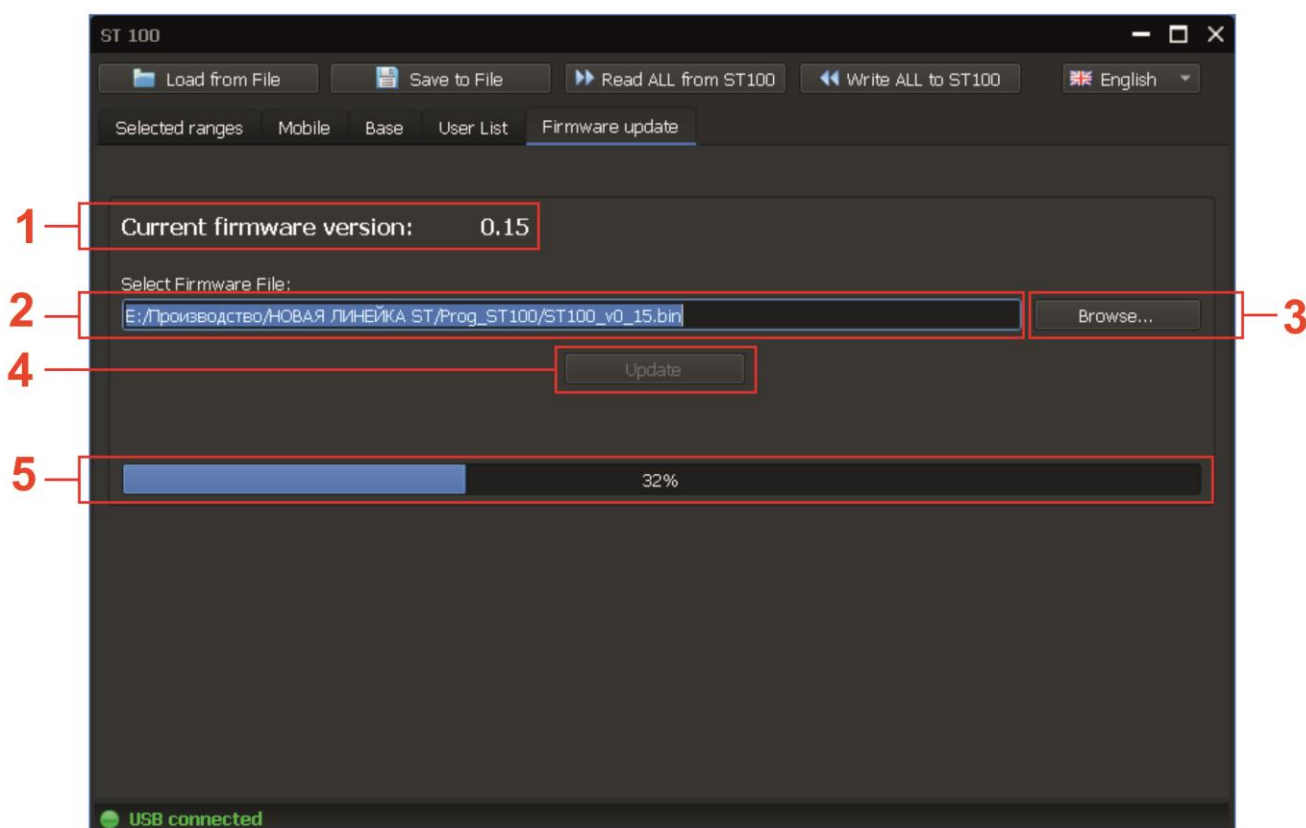 ST 100
Load from File Save to File Read ALL from ST100 Write ALL to ST100 English
Selected ranges Mobile Base User List Firmware update
1 Current firmware version: 0.15
Select Firmware File:
2 E:/Производство/НОВАЯ ЛИНЕЙКА ST/Prog_ST100/ST100_v0_15.bin Browse... 3
4 Update
5 32%
USB connected